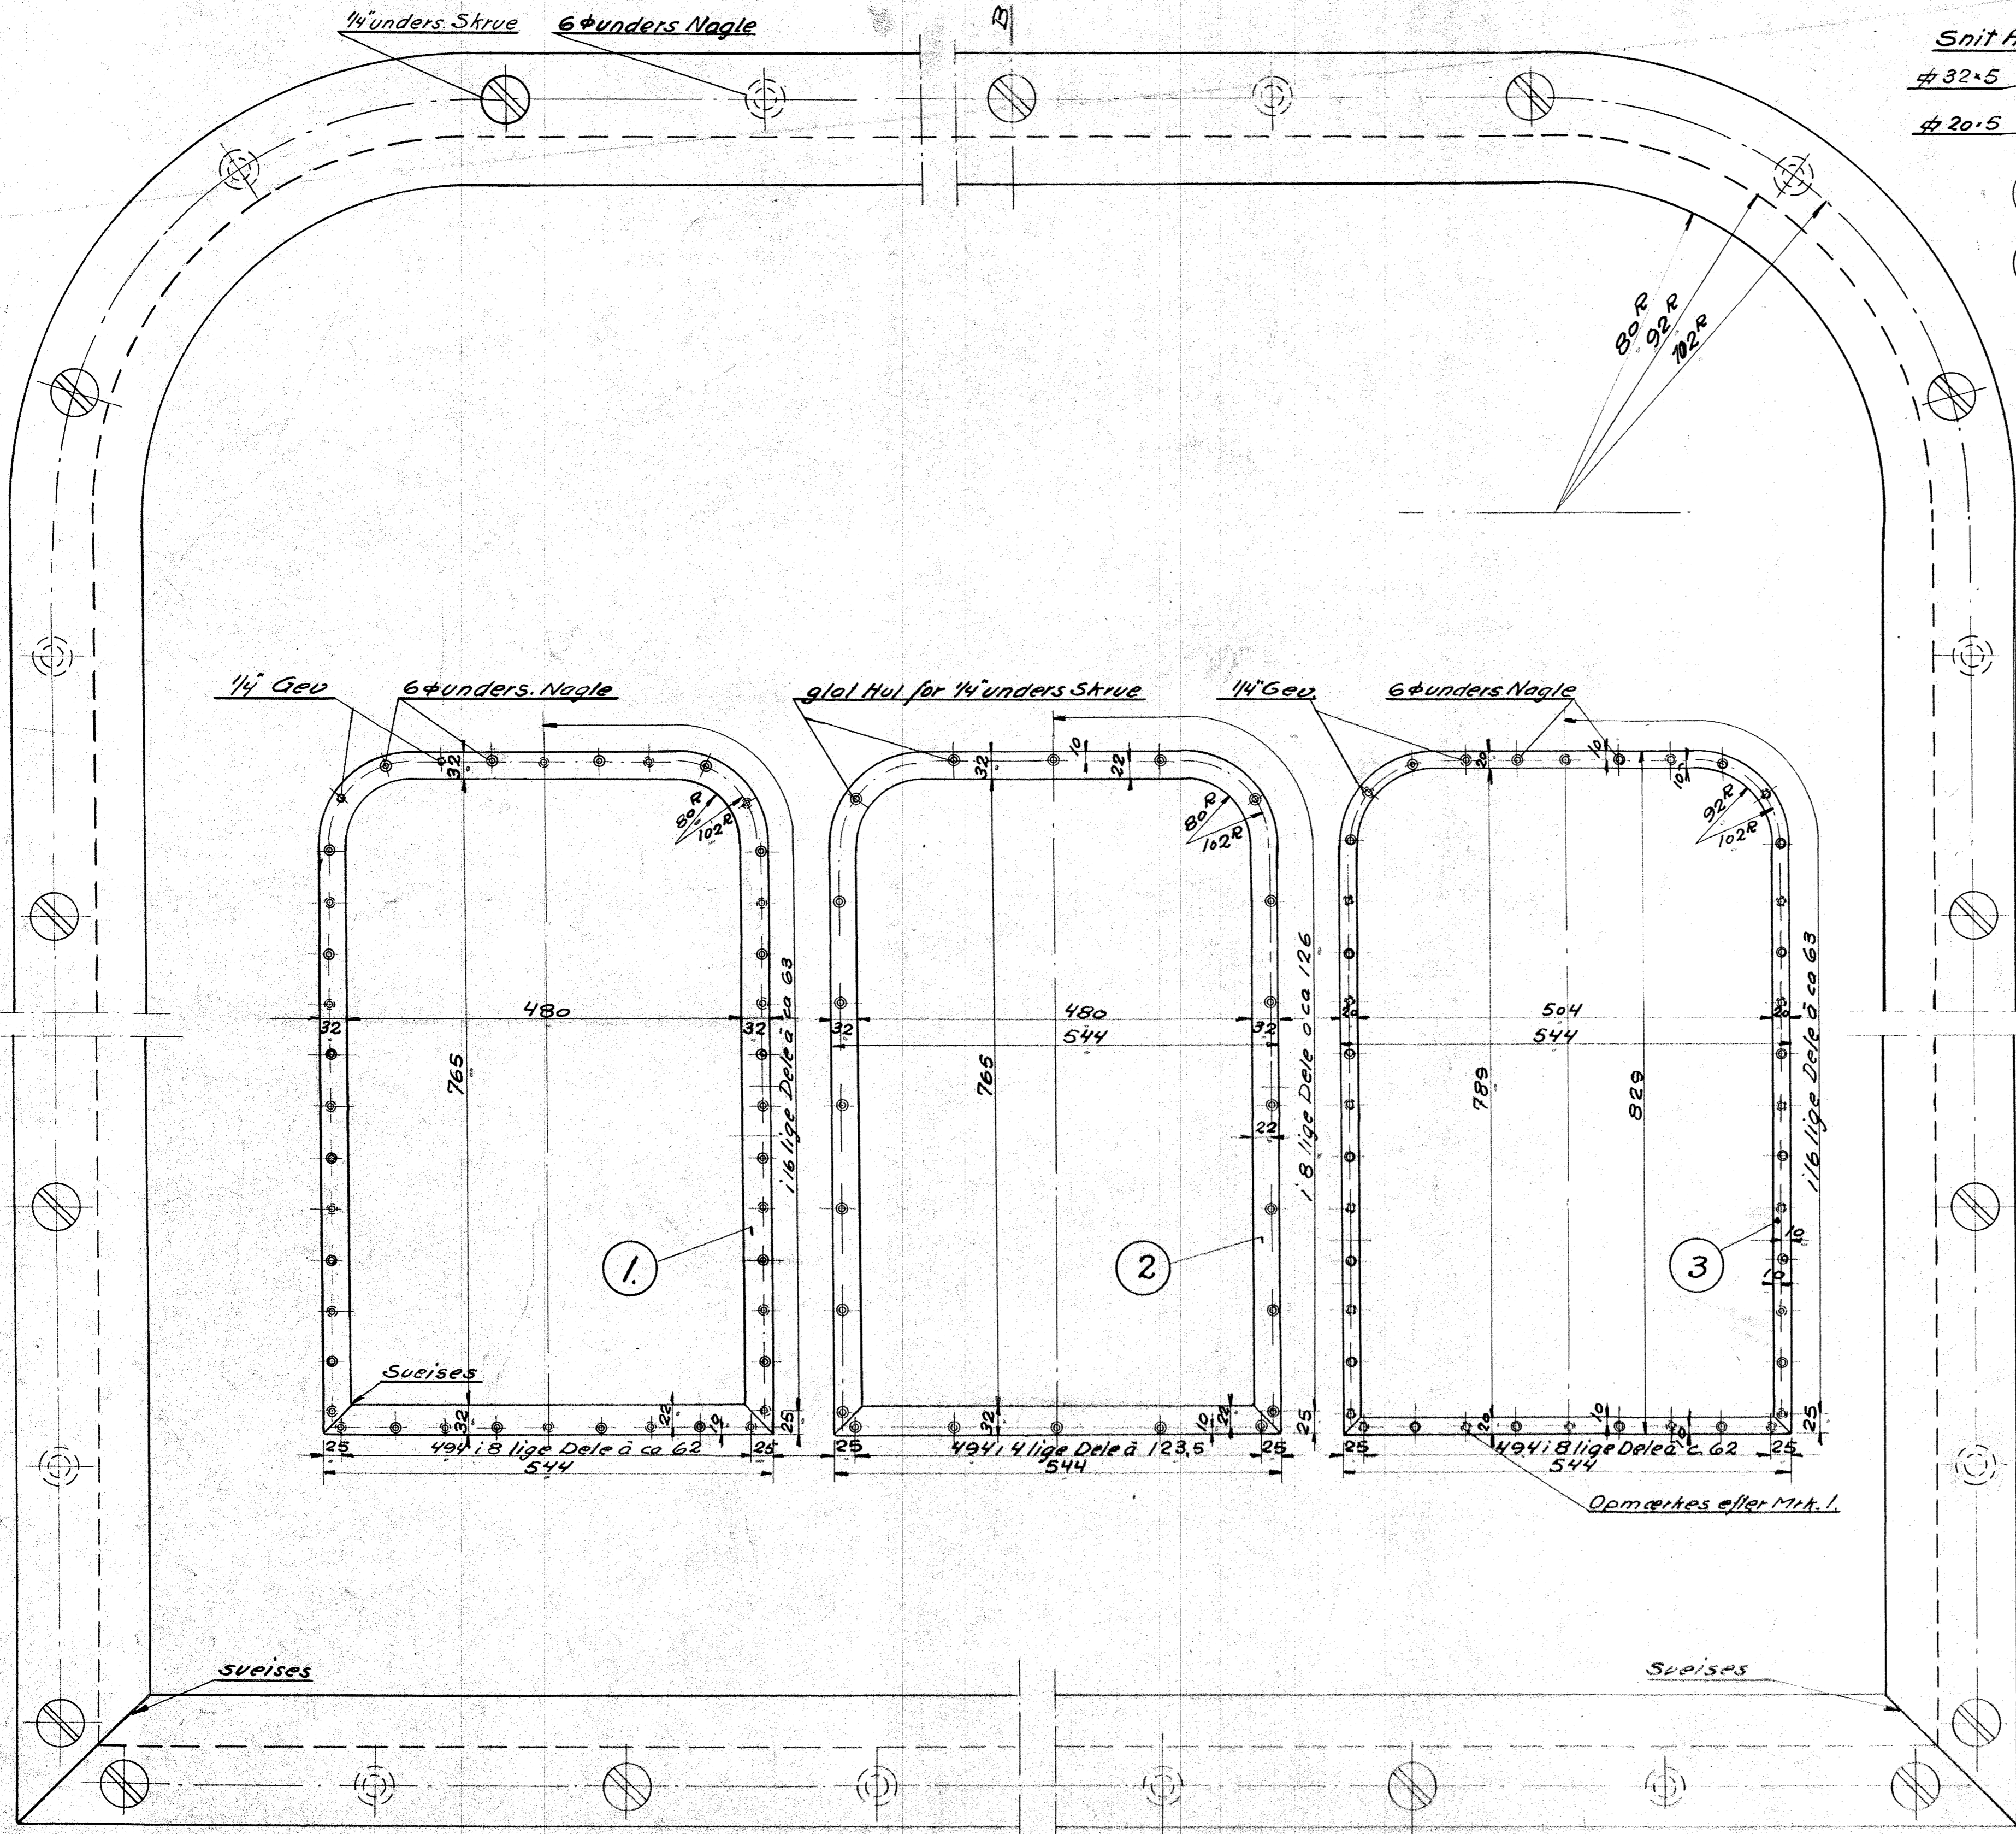 1/4" unders. Skrue
6 ϕ unders Nagle
B
32×5
20·5
80 R
92 R
102 R
1/4" Gev
6 ϕ unders. Nagle
glat Hul for 1/4" unders Skrue
1/4" Gev.
6 ϕ unders Nagle
32
80 R
102 R
32
480
32
765
i 16 lige Dele à ca 63
1.
Sveises
32
22
10
25
25
494 i 8 lige Dele à ca 62
25
544
32
10
22
80 R
102 R
32
480
32
544
765
22
i 8 lige Dele à ca 126
2
32
10
22
25
25
494 i 4 lige Dele à 123,5
25
544
20
10
10
92 R
102 R
20
504
20
544
789
829
i 16 lige Dele à ca 63
3
10
10
20
10
10
25
25
494 i 8 lige Dele à c. 62
25
544
Opmærkes efter Mrk. 1.
sveises
Sveises